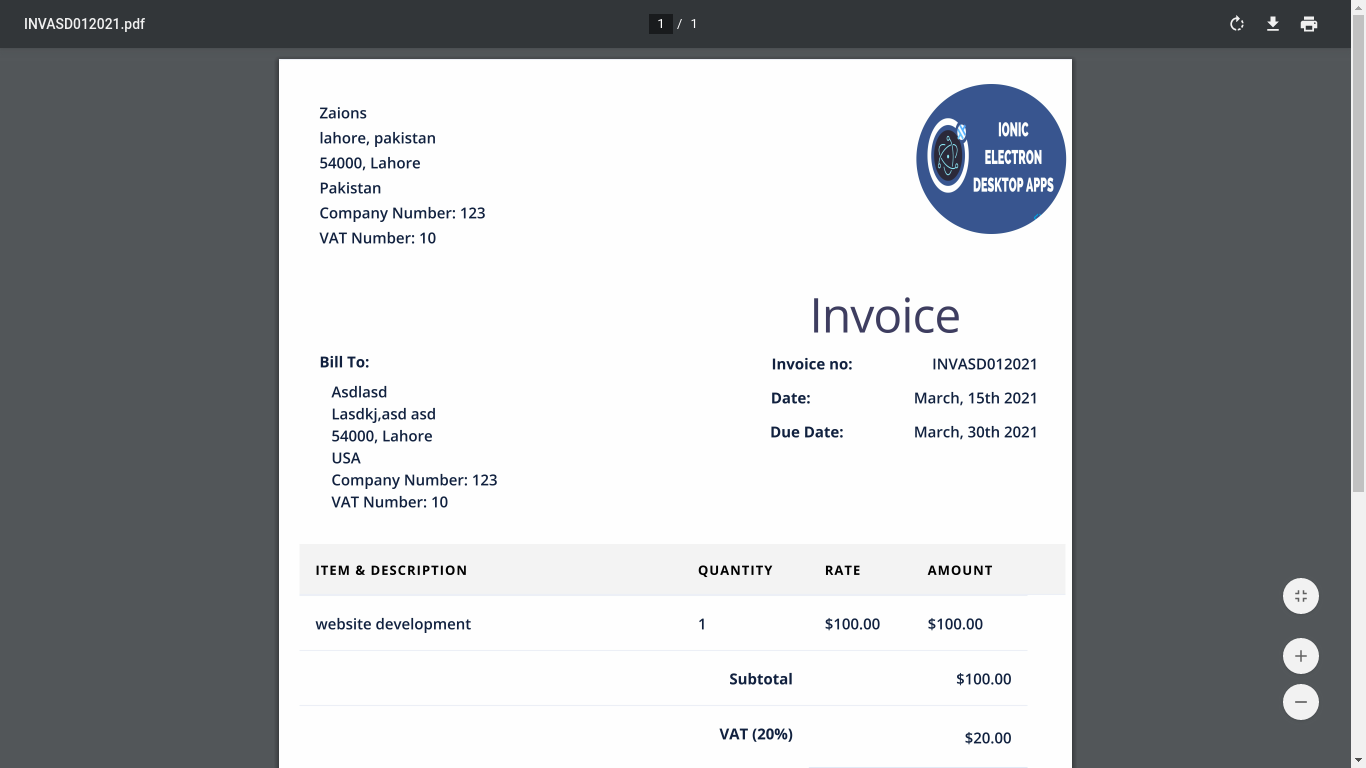 INVASD012021.pdf
1 / 1
Zaions
lahore, pakistan
54000, Lahore
Pakistan
Company Number: 123
VAT Number: 10
IONIC
ELECTRON
DESKTOP APPS
Invoice
Bill To:
Asdlasd
Lasdkj,asd asd
54000, Lahore
USA
Company Number: 123
VAT Number: 10
Invoice no: INVASD012021
Date: March, 15th 2021
Due Date: March, 30th 2021
ITEM & DESCRIPTION QUANTITY RATE AMOUNT
website development 1 $100.00 $100.00
Subtotal $100.00
VAT (20%) $20.00